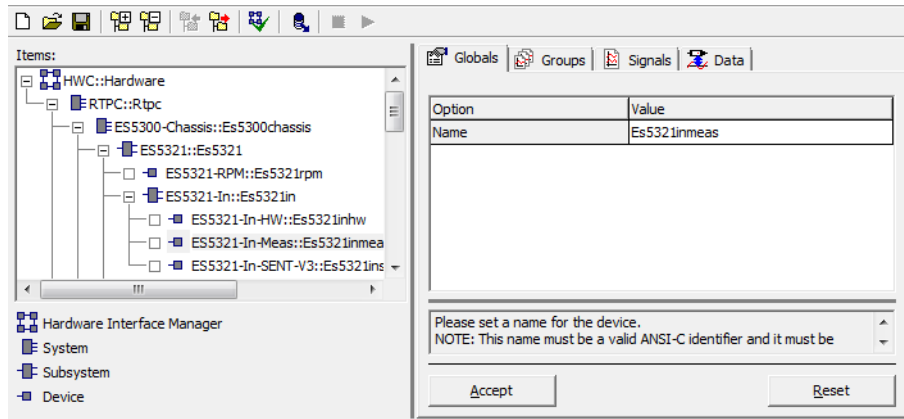 Items:
HWC::Hardware
RTPC::Rtpc
ES5300-Chassis::Es5300chassis
ES5321::Es5321
ES5321-RPM::Es5321rpm
ES5321-In::Es5321in
ES5321-In-HW::Es5321inhw
ES5321-In-Meas::Es5321inmea
ES5321-In-SENT-V3::Es5321ins
Hardware Interface Manager
System
Subsystem
Device
Globals Groups Signals Data
Option Value
Name Es5321inmeas
Please set a name for the device.
NOTE: This name must be a valid ANSI-C identifier and it must be
Accept Reset